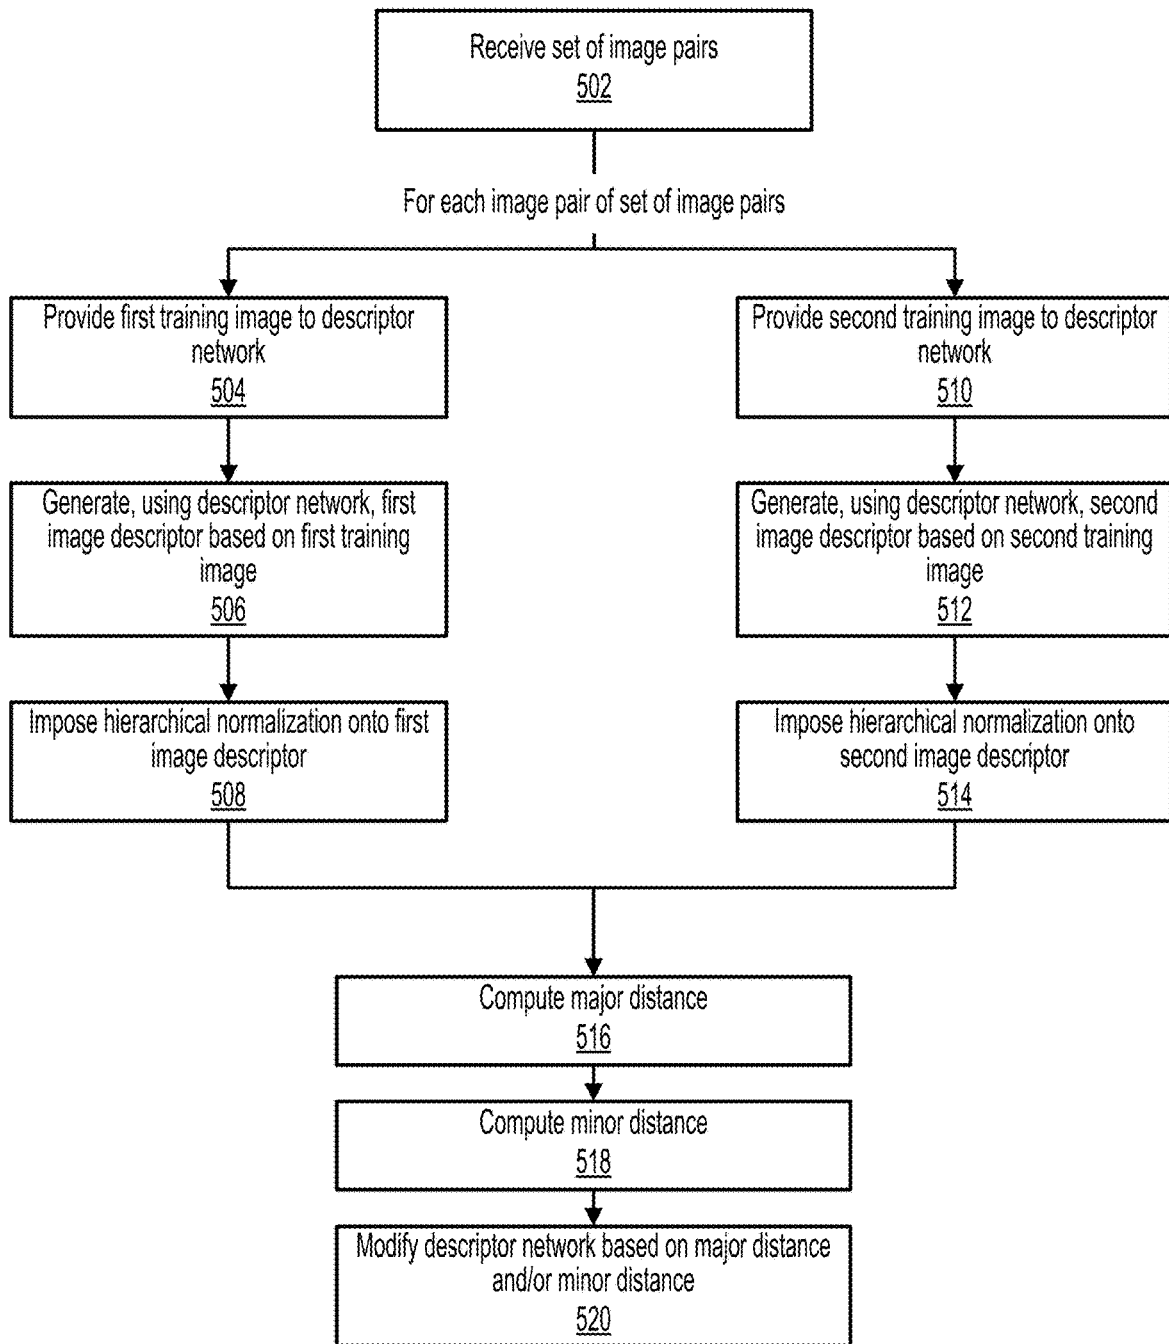 Receive set of image pairs
502
For each image pair of set of image pairs
Provide first training image to descriptor
network
504
Provide second training image to descriptor
network
510
Generate, using descriptor network, first
image descriptor based on first training
image
506
Generate, using descriptor network, second
image descriptor based on second training
image
512
Impose hierarchical normalization onto first
image descriptor
508
Impose hierarchical normalization onto
second image descriptor
514
Compute major distance
516
Compute minor distance
518
Modify descriptor network based on major distance
and/or minor distance
520